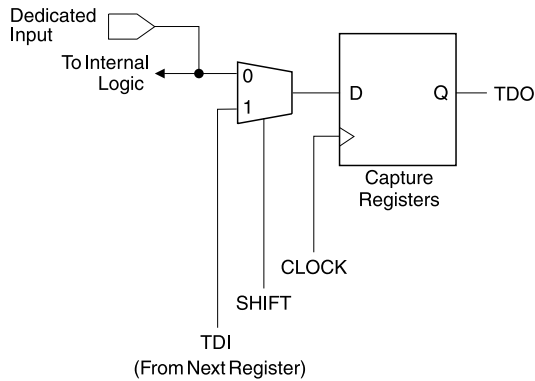 Dedicated
Input
To Internal
Logic
0
1
D
Q
TDO
Capture
Registers
CLOCK
SHIFT
TDI
(From Next Register)